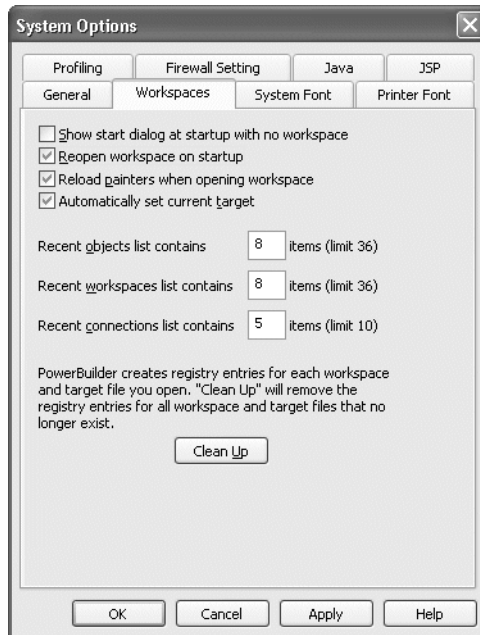 System Options
Profiling Firewall Setting Java JSP
General Workspaces System Font Printer Font
Show start dialog at startup with no workspace
Reopen workspace on startup
Reload painters when opening workspace
Automatically set current target
Recent objects list contains 8 items (limit 36)
Recent workspaces list contains 8 items (limit 36)
Recent connections list contains 5 items (limit 10)
PowerBuilder creates registry entries for each workspace
and target file you open. "Clean Up" will remove the
registry entries for all workspace and target files that no
longer exist.
Clean Up
OK Cancel Apply Help